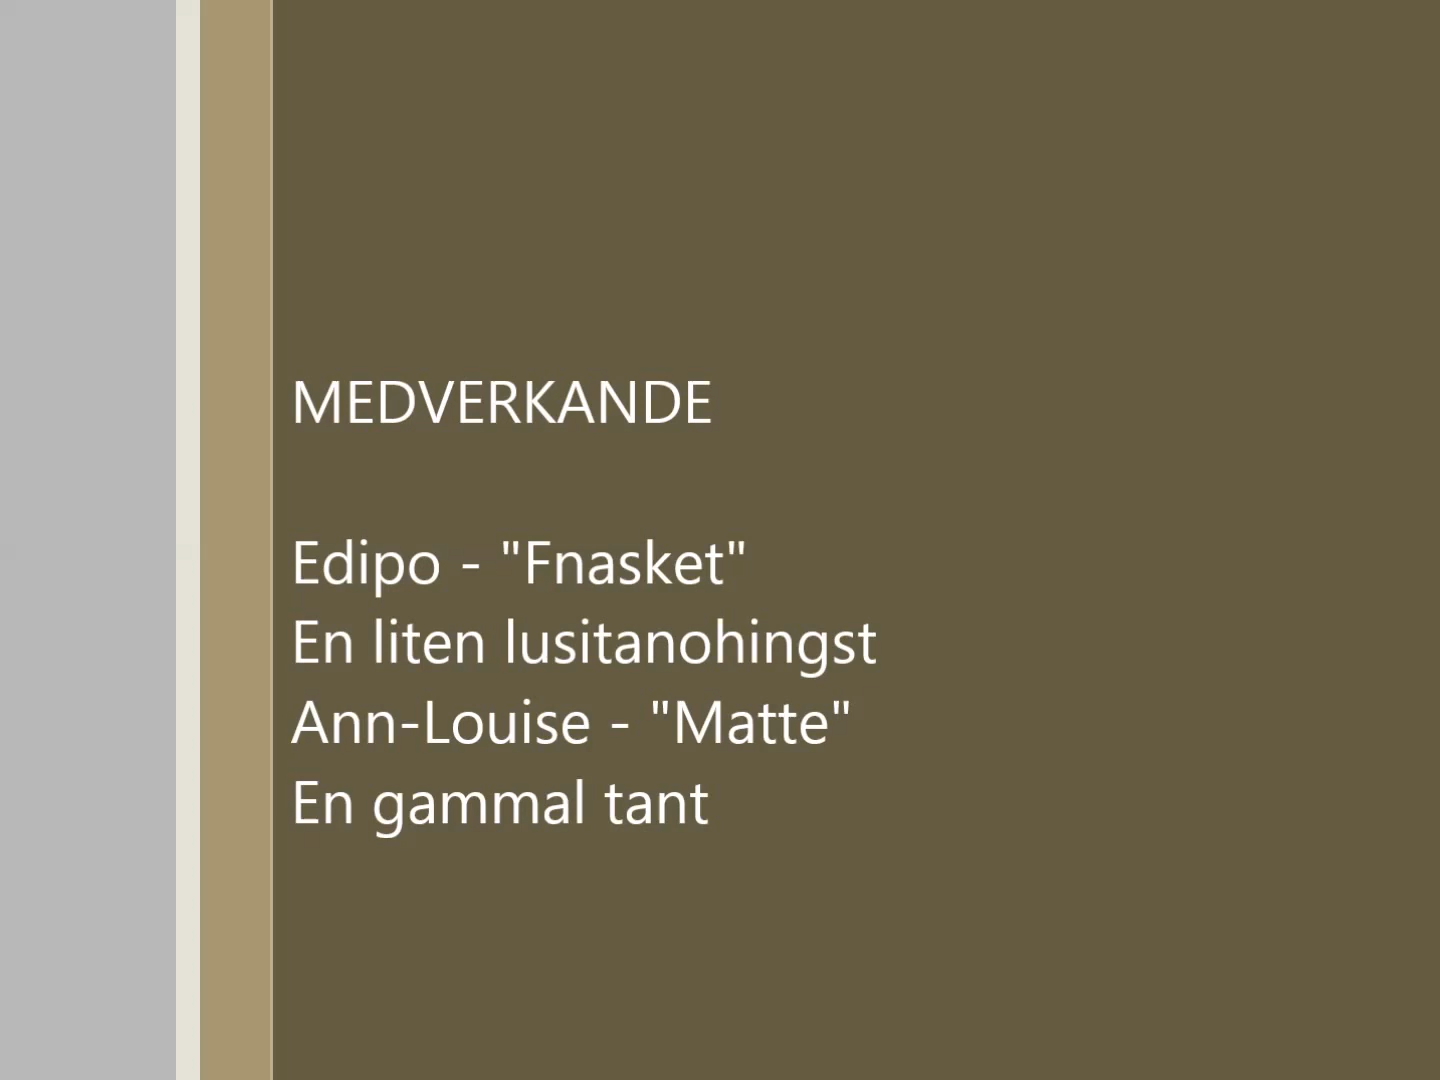 MEDVERKANDE
Edipo - "Fnasket"
En liten lusitanohingst
Ann-Louise - "Matte"
En gammal tant